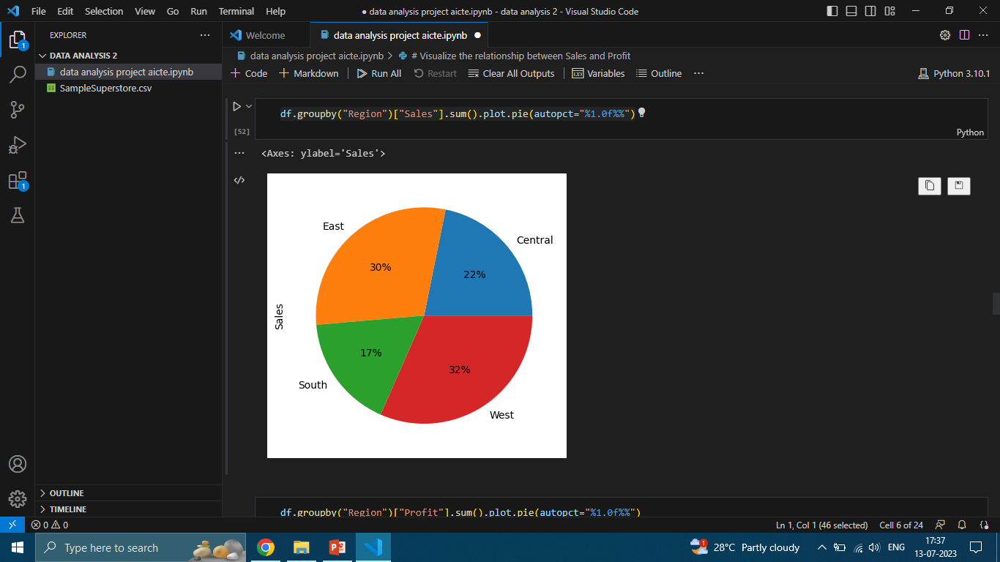 File Edit Selection View Go Run Terminal Help
● data analysis project aicte.ipynb - data analysis 2 - Visual Studio Code
EXPLORER
Welcome
data analysis project aicte.ipynb
DATA ANALYSIS 2
data analysis project aicte.ipynb
SampleSuperstore.csv
data analysis project aicte.ipynb > # Visualize the relationship between Sales and Profit
Code Markdown Run All Restart Clear All Outputs Variables Outline ...
Python 3.10.1
df.groupby("Region")["Sales"].sum().plot.pie(autopct="%1.0f%%")
[52]
Python
<Axes: ylabel='Sales'>
East
Central
30%
22%
Sales
17%
32%
South
West
df.groupby("Region")["Profit"].sum().plot.pie(autopct="%1.0f%%")
1
1
OUTLINE
TIMELINE
0 0
Ln 1, Col 1 (46 selected) Cell 6 of 24
Type here to search
1
28°C Partly cloudy
ENG
17:37
13-07-2023